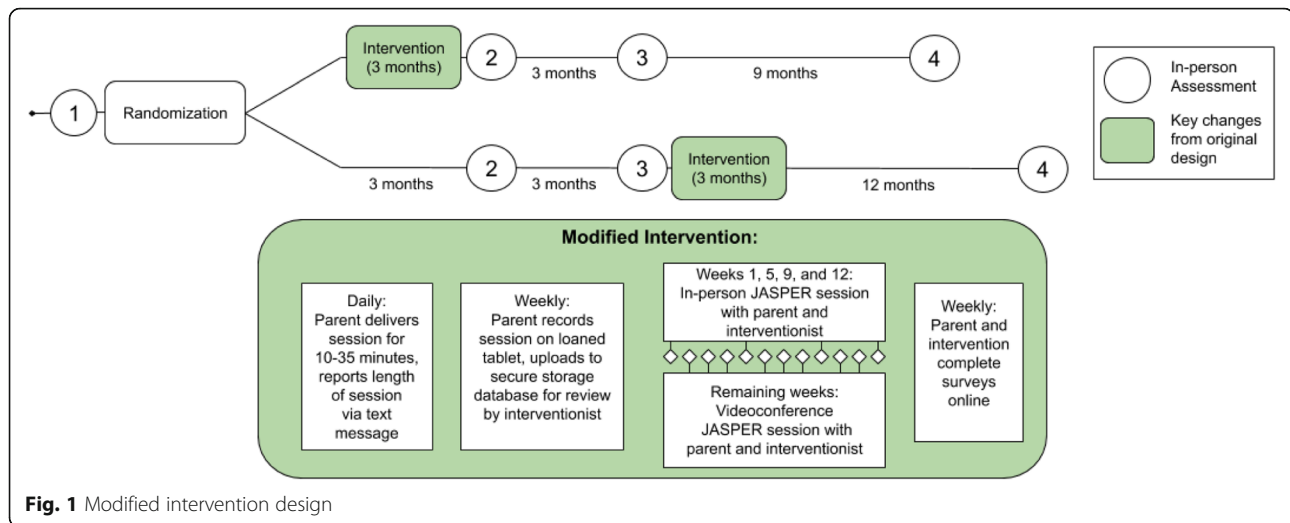 Intervention
(3 months)
2
3 months
3
9 months
4
1
Randomization
3 months
2
3 months
3
Intervention
(3 months)
12 months
4
In-person
Assessment
Key changes
from original
design
Modified Intervention:
Daily:
Parent delivers
session for
10-35 minutes,
reports length
of session
via text
message
Weekly:
Parent records
session on loaned
tablet, uploads to
secure storage
database for review
by interventionist
Weeks 1, 5, 9, and 12:
In-person JASPER session
with parent and
interventionist
Remaining weeks:
Videoconference
JASPER session with
parent and interventionist
Weekly:
Parent and
intervention
complete
surveys
online
Fig. 1 Modified intervention design